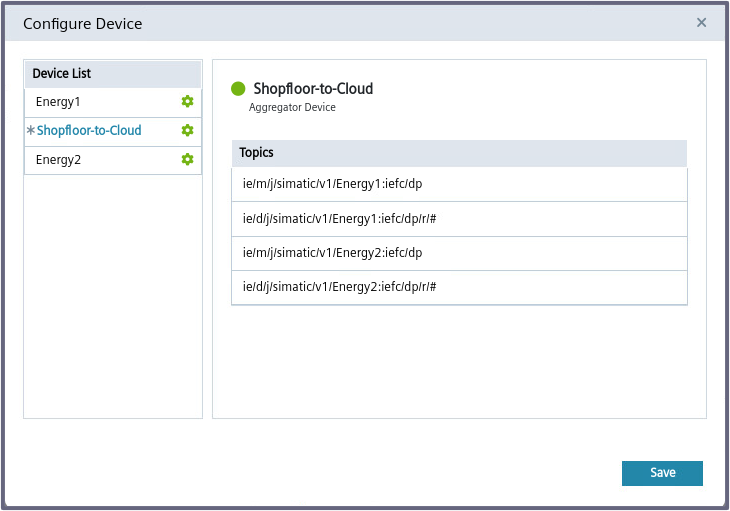 Configure Device
Device List
Energy1
*Shopfloor-to-Cloud
Energy2
Shopfloor-to-Cloud
Aggregator Device
Topics
ie/m/j/simatic/v1/Energy1:iefc/dp
ie/d/j/simatic/v1/Energy1:iefc/dp/r/#
ie/m/j/simatic/v1/Energy2:iefc/dp
ie/d/j/simatic/v1/Energy2:iefc/dp/r/#
Save